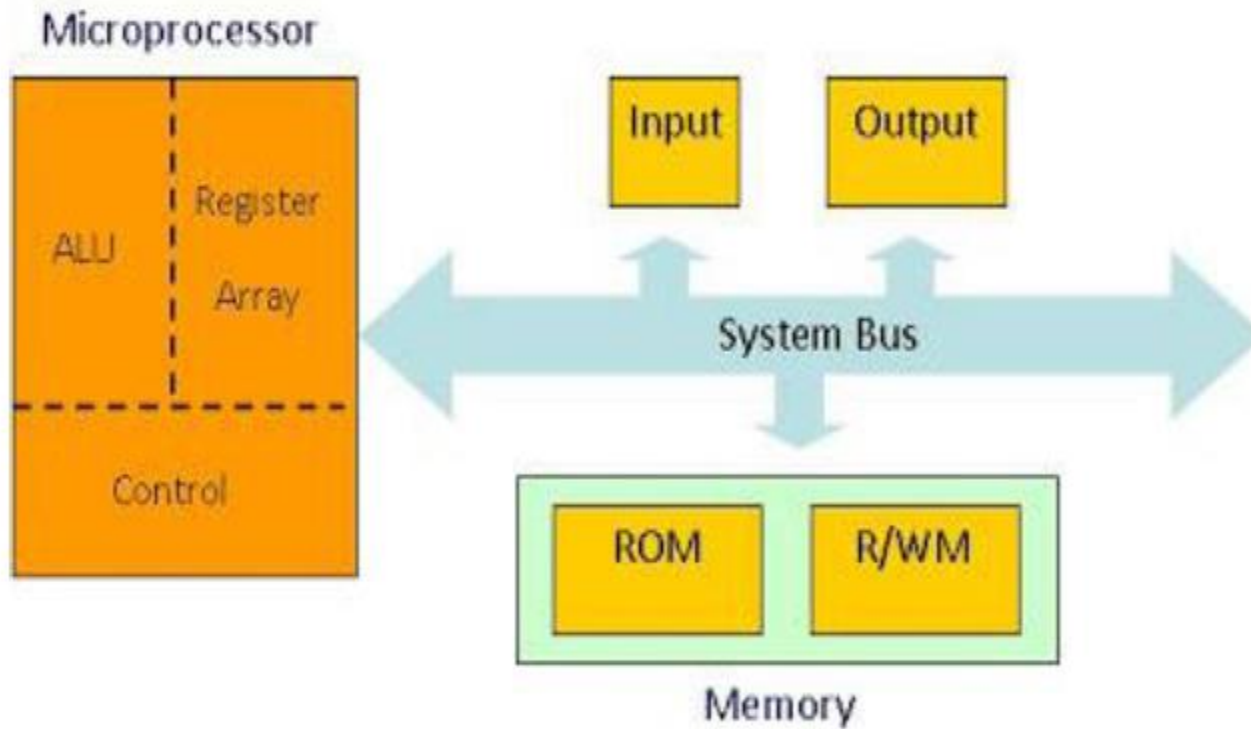 Microprocessor
Input
Output
ALU
Register
Array
System Bus
Control
ROM
R/WM
Memory